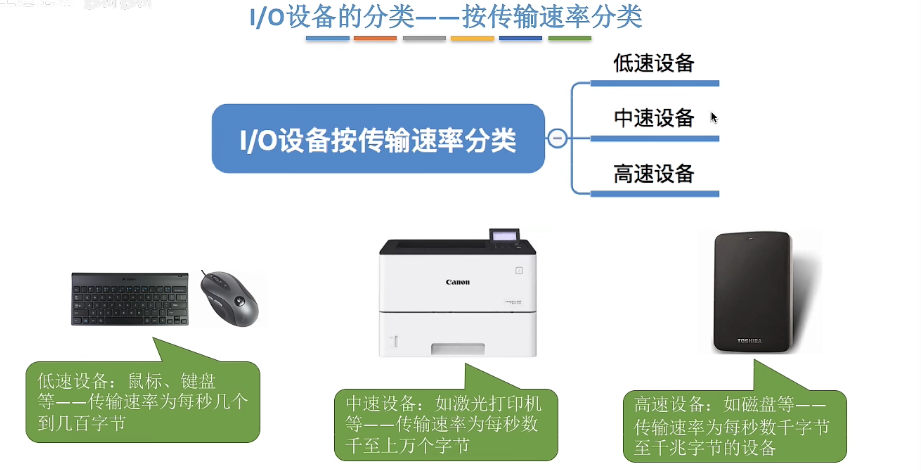 I/O设备的分类——按传输速率分类
低速设备
I/O设备按传输速率分类
中速设备
高速设备
Canon
TOSHIBA
低速设备：鼠标、键盘
等——传输速率为每秒几个
到几百字节
中速设备：如激光打印机
等——传输速率为每秒数
千至上万个字节
高速设备：如磁盘等——
传输速率为每秒数千字节
至千兆字节的设备